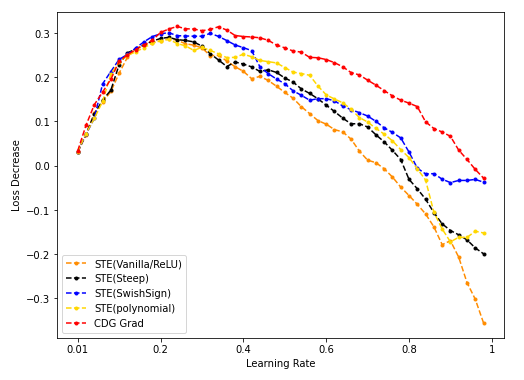 0.3
0.2
0.1
0.0
−0.1
−0.2
−0.3
Loss Decrease
STE(Vanilla/ReLU)
STE(Steep)
STE(SwishSign)
STE(polynomial)
CDG Grad
0.01 0.2 0.4 0.6 0.8 1
Learning Rate